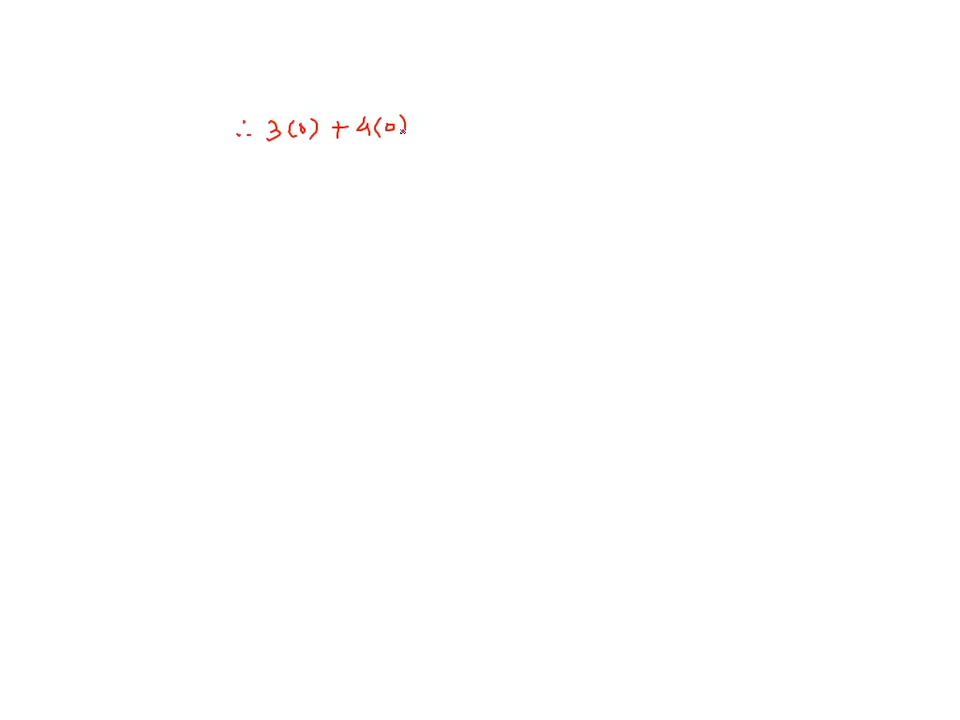 ∴ 3(0) + 4(0)